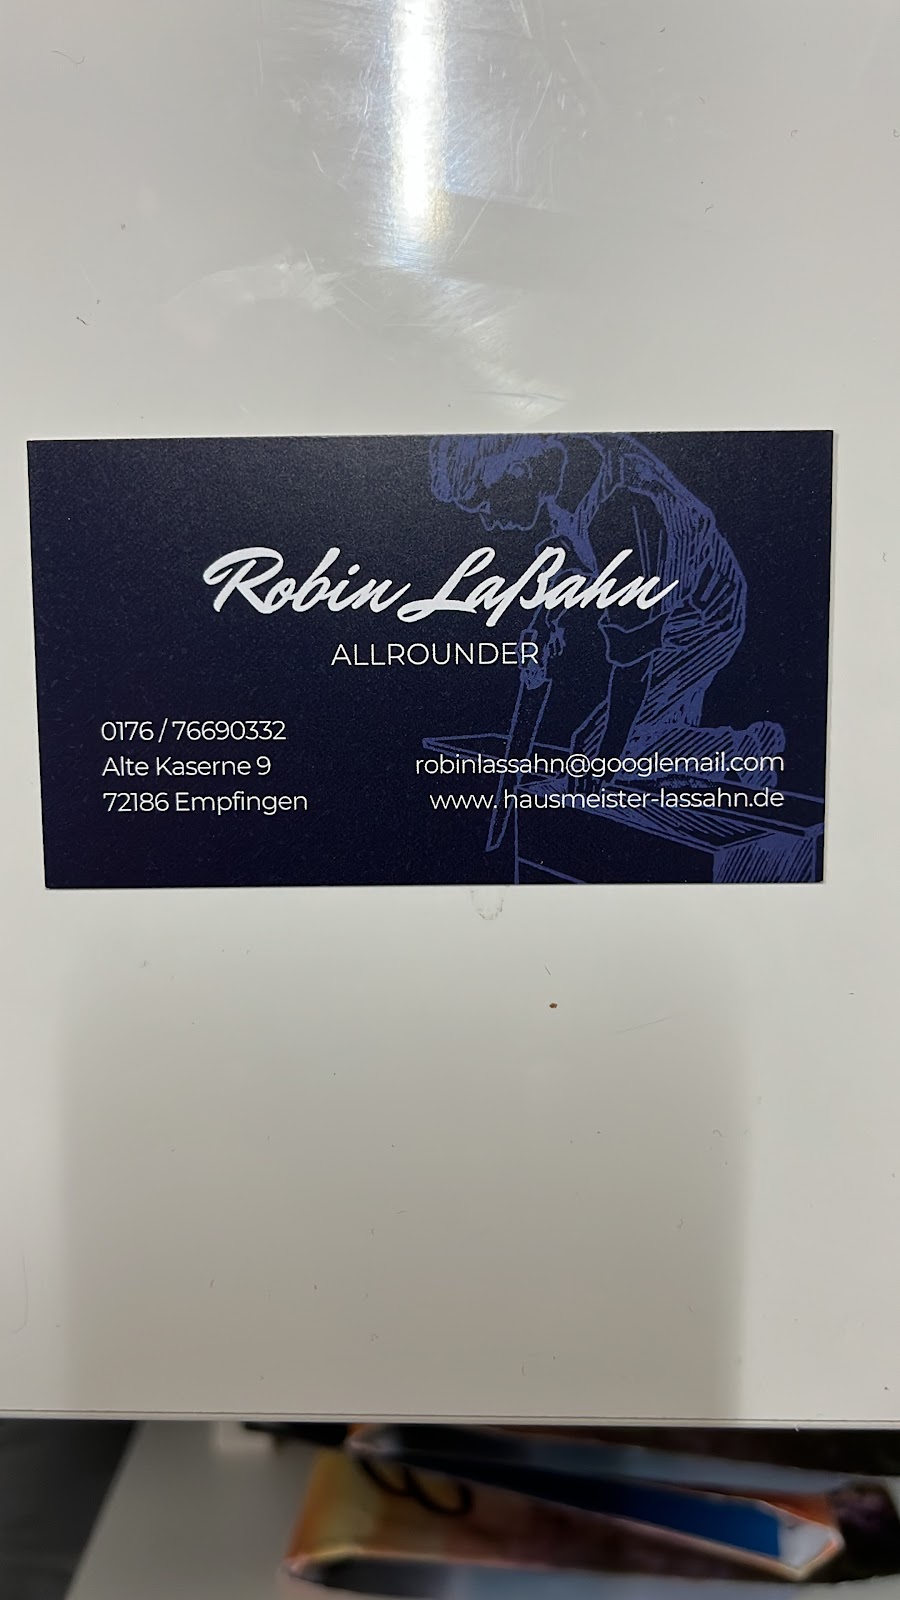 Robin Laßahn
ALLROUNDER
0176 / 76690332
Alte Kaserne 9
72186 Empfingen
robinlassahn@googlemail.com
www. hausmeister-lassahn.de